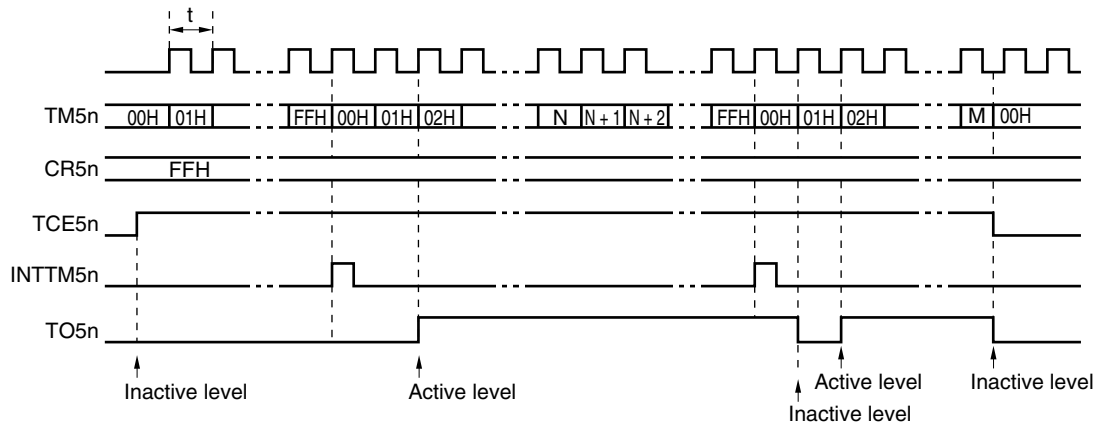 t
TM5n 00H 01H FFH 00H 01H 02H N N + 1 N + 2 FFH 00H 01H 02H M 00H
CR5n FFH
TCE5n
INTTM5n
TO5n
Inactive level Active level Active level Inactive level
Inactive level